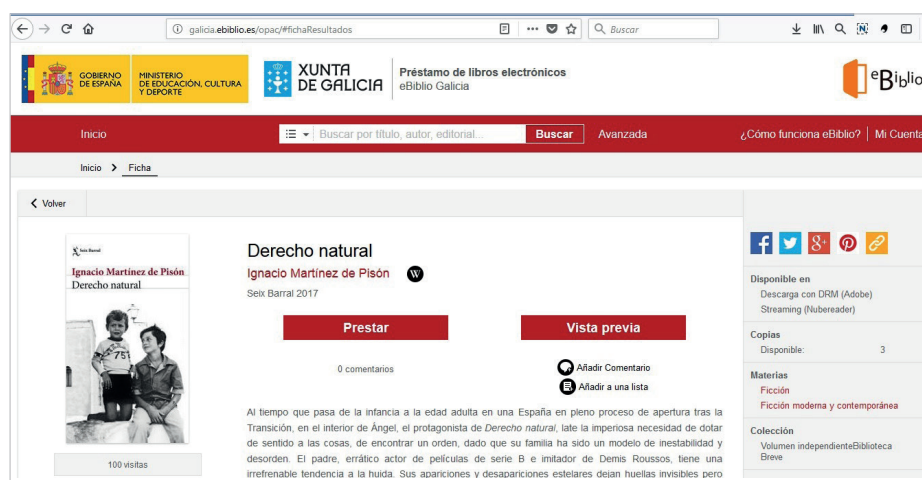 galicia.ebiblio.es/opac/#fichaResultados
Buscar
GOBIERNO DE ESPAÑA
MINISTERIO DE EDUCACIÓN, CULTURA Y DEPORTE
XUNTA DE GALICIA
Préstamo de libros electrónicos
eBiblio Galicia
eBiblio
Inicio
Buscar por título, autor, editorial...
Buscar
Avanzada
¿Cómo funciona eBiblio?
Mi Cuenta
Inicio > Ficha
Volver
Seix Barral
Ignacio Martínez de Pisón
Derecho natural
75
100 visitas
Derecho natural
Ignacio Martínez de Pisón W
Seix Barral 2017
Prestar
Vista previa
0 comentarios
Añadir Comentario
Añadir a una lista
Al tiempo que pasa de la infancia a la edad adulta en una España en pleno proceso de apertura tras la
Transición, en el interior de Ángel, el protagonista de Derecho natural, late la imperiosa necesidad de dotar
de sentido a las cosas, de encontrar un orden, dado que su familia ha sido un modelo de inestabilidad y
desorden. El padre, errático actor de películas de serie B e imitador de Demis Roussos, tiene una
irrefrenable tendencia a la huida. Sus apariciones y desapariciones estelares dejan huellas invisibles pero
Disponible en
Descarga con DRM (Adobe)
Streaming (Nubereader)
Copias
Disponible: 3
Materias
Ficción
Ficción moderna y contemporánea
Colección
Volumen independienteBiblioteca
Breve